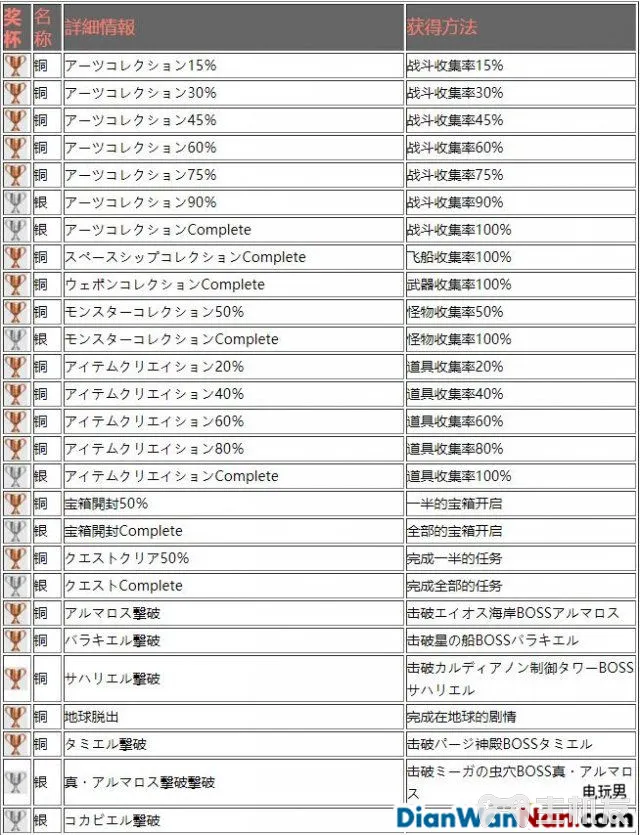 奖杯 名称 詳細情報 获得方法
铜 アーツコレクション15% 战斗收集率15%
铜 アーツコレクション30% 战斗收集率30%
铜 アーツコレクション45% 战斗收集率45%
铜 アーツコレクション60% 战斗收集率60%
铜 アーツコレクション75% 战斗收集率75%
银 アーツコレクション90% 战斗收集率90%
银 アーツコレクションComplete 战斗收集率100%
铜 スペースシップコレクションComplete 飞船收集率100%
铜 ウェポンコレクションComplete 武器收集率100%
铜 モンスターコレクション50% 怪物收集率50%
银 モンスターコレクションComplete 怪物收集率100%
铜 アイテムクリエイション20% 道具收集率20%
铜 アイテムクリエイション40% 道具收集率40%
铜 アイテムクリエイション60% 道具收集率60%
铜 アイテムクリエイション80% 道具收集率80%
银 アイテムクリエイションComplete 道具收集率100%
铜 宝箱開封50% 一半的宝箱开启
银 宝箱開封Complete 全部的宝箱开启
铜 クエストクリア50% 完成一半的任务
银 クエストComplete 完成全部的任务
铜 アルマロス撃破 击破エイオス海岸BOSSアルマロス
铜 バラキエル撃破 击破星の船BOSSバラキエル
铜 サハリエル撃破 击破カルディアノン制御タワーBOSS
サハリエル
铜 地球脱出 完成在地球的剧情
铜 タミエル撃破 击破パージ神殿BOSSタミエル
银 真・アルマロス撃破撃破 击破ミーガの虫穴BOSS真・アルマロ
ス
电玩男
银 コカビエル撃破
DianWanNan.com